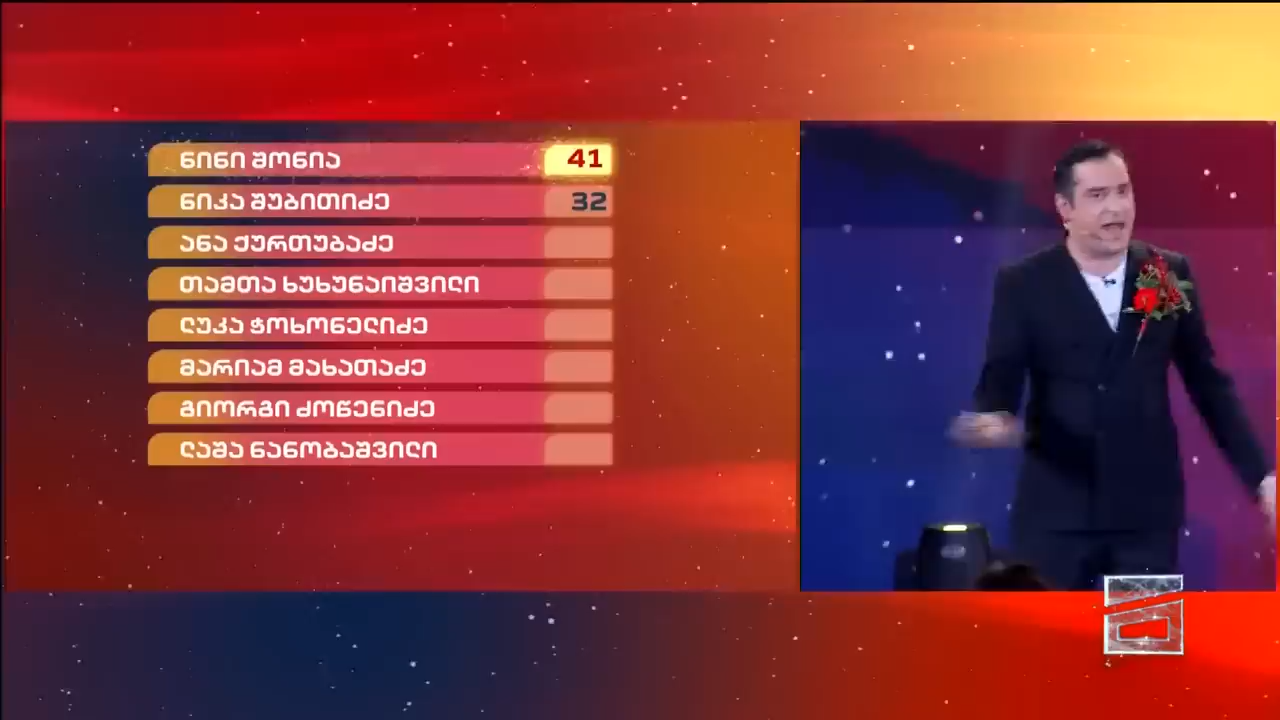 ნინი შონია 41
ნიკა შუბითიძე 32
ანა ქურთუბაძე
თამთა ხუხუნაიშვილი
ლუკა ჭოხონელიძე
მარიამ მახათაძე
გიორგი ძოწენიძე
ლაშა ნანობაშვილი